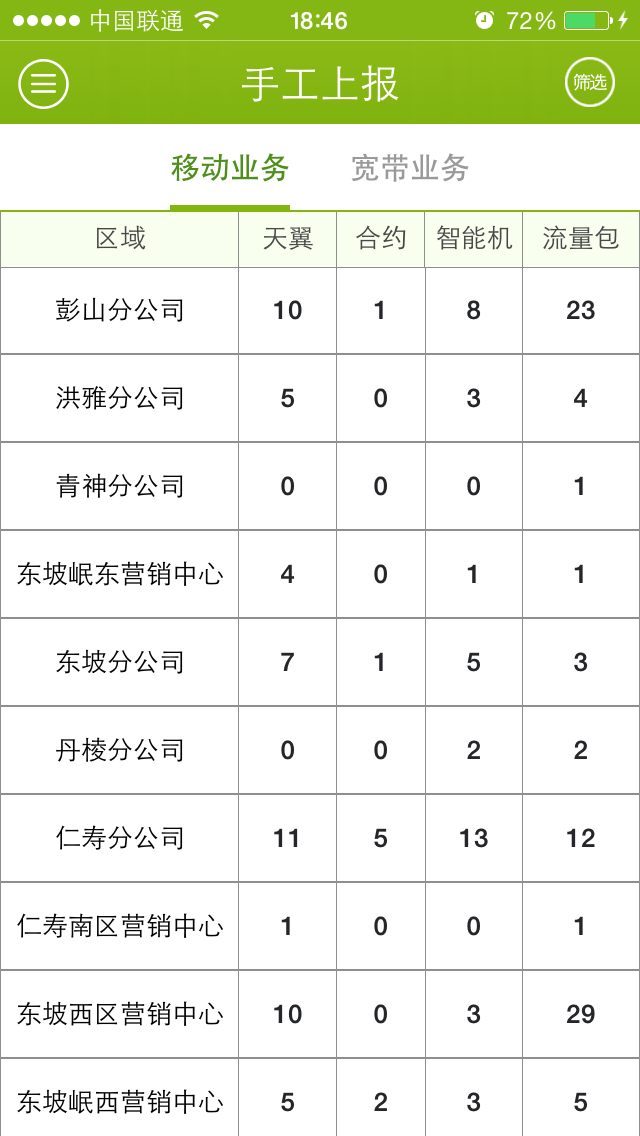 中国联通 18:46 72%
手工上报 筛选
移动业务 宽带业务
区域 天翼 合约 智能机 流量包
彭山分公司 10 1 8 23
洪雅分公司 5 0 3 4
青神分公司 0 0 0 1
东坡岷东营销中心 4 0 1 1
东坡分公司 7 1 5 3
丹棱分公司 0 0 2 2
仁寿分公司 11 5 13 12
仁寿南区营销中心 1 0 0 1
东坡西区营销中心 10 0 3 29
东坡岷西营销中心 5 2 3 5